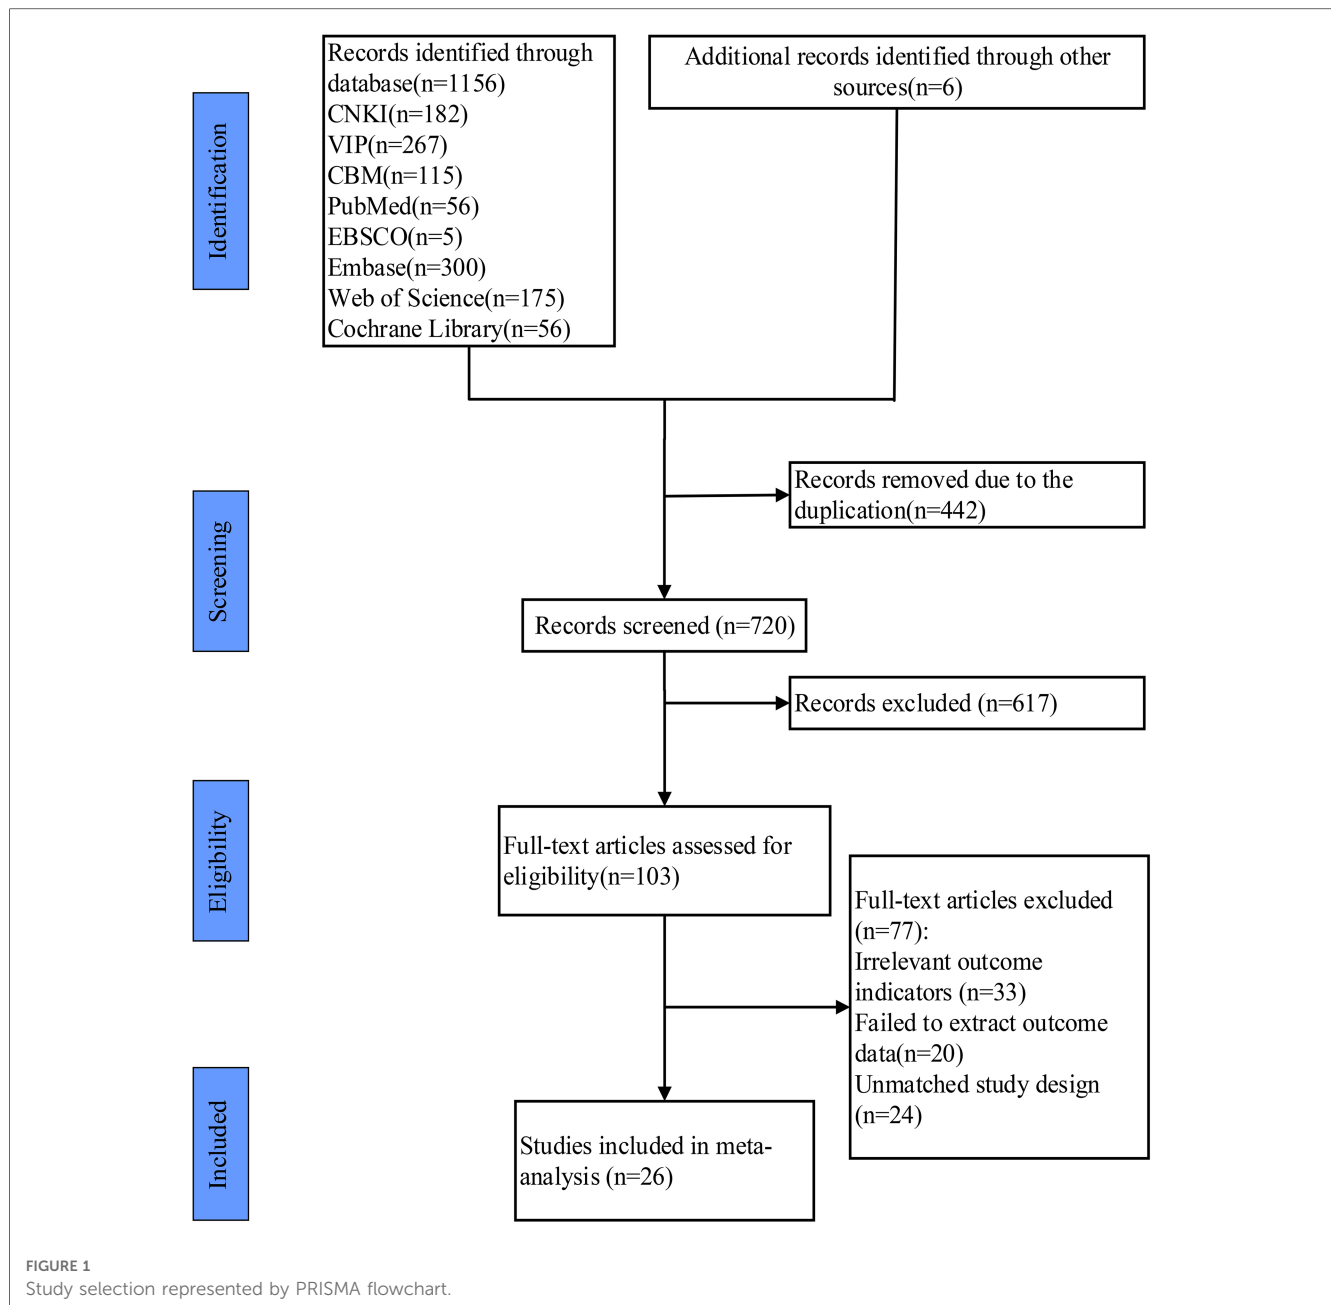 Identification
Records identified through
database(n=1156)
CNKI(n=182)
VIP(n=267)
CBM(n=115)
PubMed(n=56)
EBSCO(n=5)
Embase(n=300)
Web of Science(n=175)
Cochrane Library(n=56)
Additional records identified through other
sources(n=6)
Screening
Records removed due to the
duplication(n=442)
Records screened (n=720)
Records excluded (n=617)
Eligibility
Full-text articles assessed for
eligibility(n=103)
Full-text articles excluded
(n=77):
Irrelevant outcome
indicators (n=33)
Failed to extract outcome
data(n=20)
Unmatched study design
(n=24)
Included
Studies included in meta-
analysis (n=26)
FIGURE 1
Study selection represented by PRISMA flowchart.